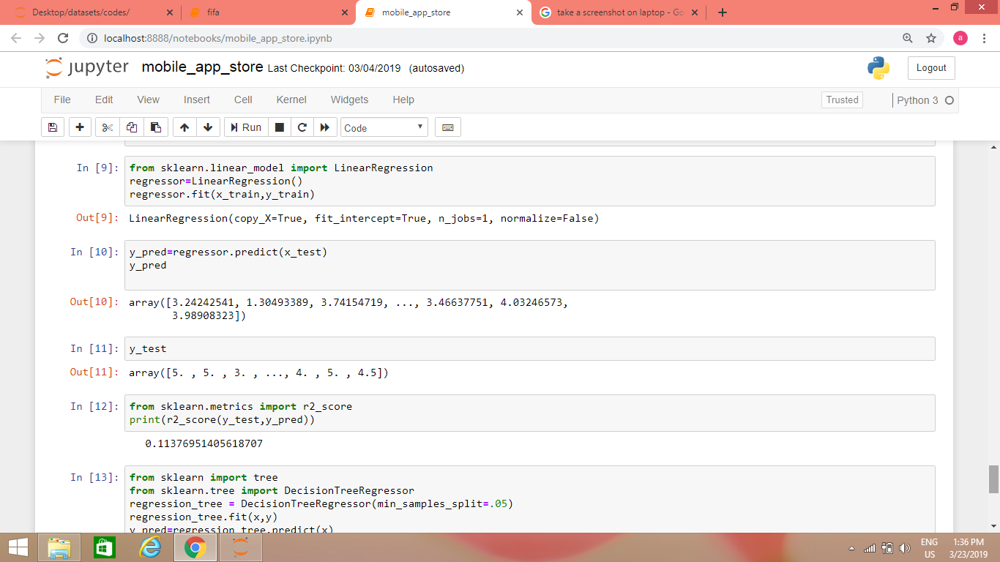 Desktop/datasets/codes/
fifa
mobile_app_store
take a screenshot on laptop - Go
localhost:8888/notebooks/mobile_app_store.ipynb
a
jupyter mobile_app_store Last Checkpoint: 03/04/2019 (autosaved)
Logout
File Edit View Insert Cell Kernel Widgets Help
Trusted
Python 3
Run
Code
In [9]: from sklearn.linear_model import LinearRegression
regressor=LinearRegression()
regressor.fit(x_train,y_train)
Out[9]: LinearRegression(copy_X=True, fit_intercept=True, n_jobs=1, normalize=False)
In [10]: y_pred=regressor.predict(x_test)
y_pred
Out[10]: array([3.24242541, 1.30493389, 3.74154719, ..., 3.46637751, 4.03246573,
3.98908323])
In [11]: y_test
Out[11]: array([5. , 5. , 3. , ..., 4. , 5. , 4.5])
In [12]: from sklearn.metrics import r2_score
print(r2_score(y_test,y_pred))
0.11376951405618707
In [13]: from sklearn import tree
from sklearn.tree import DecisionTreeRegressor
regression_tree = DecisionTreeRegressor(min_samples_split=.05)
regression_tree.fit(x,y)
y_pred=regression_tree.predict(x)
ENG
US
1:36 PM
3/23/2019